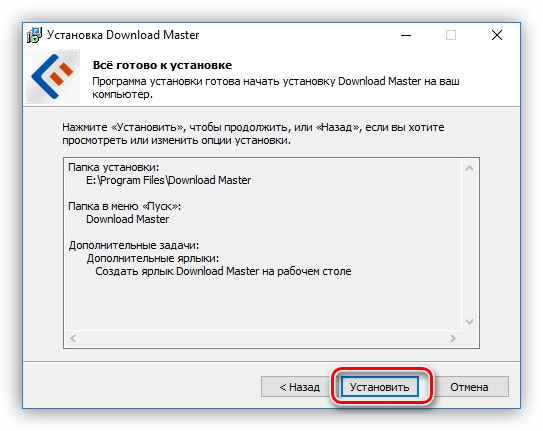 Установка Download Master
Всё готово к установке
Программа установки готова начать установку Download Master на ваш
компьютер.
Нажмите «Установить», чтобы продолжить, или «Назад», если вы хотите
просмотреть или изменить опции установки.
Папка установки:
E:\Program Files\Download Master
Папка в меню «Пуск»:
Download Master
Дополнительные задачи:
Дополнительные ярлыки:
Создать ярлык Download Master на рабочем столе
< Назад
Установить
Отмена